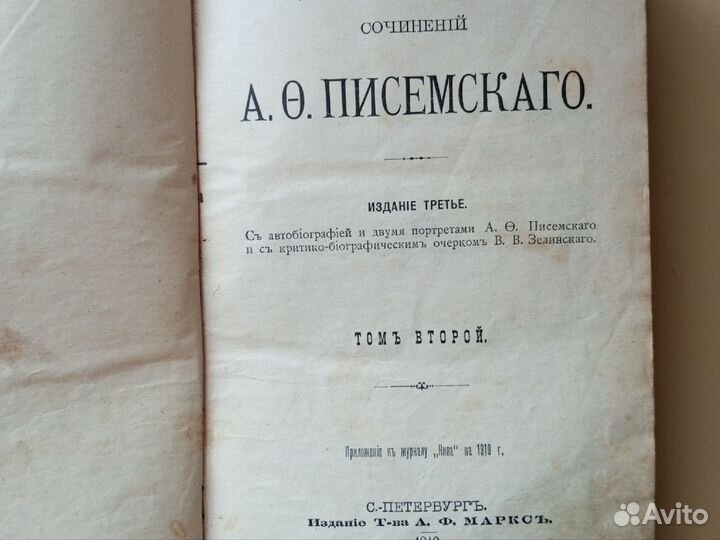 СОЧИНЕНІЙ
А. Ѳ. ПИСЕМСКАГО.
ИЗДАНІЕ ТРЕТЬЕ.
Съ автобіографіей и двумя портретами А. Ѳ. Писемскаго
и съ критико-біографическимъ очеркомъ В. В. Зелинскаго.
ТОМЪ ВТОРОЙ.
Приложеніе къ журналу „Нива" на 1910 г.
С.-ПЕТЕРБУРГЪ.
Изданіе Т-ва А. Ф. МАРКСЪ.
1910
Avito